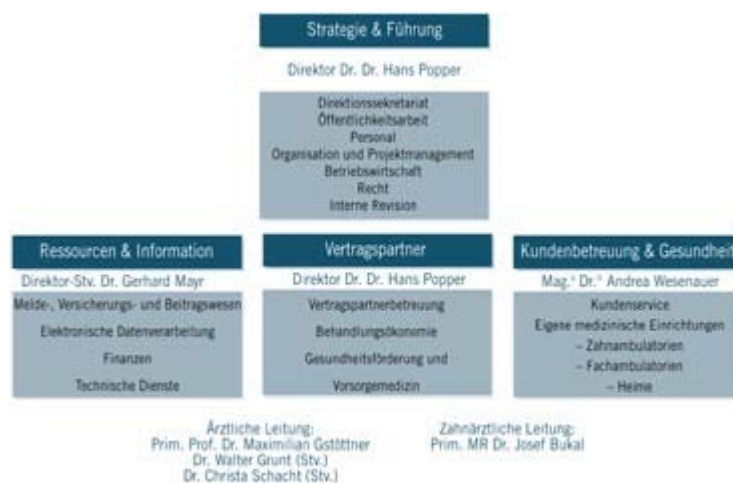 Strategie & Führung
Direktor Dr. Dr. Hans Popper
Direktionssekretariat
Öffentlichkeitsarbeit
Personal
Organisation und Projektmanagement
Betriebswirtschaft
Recht
Interne Revision
Ressourcen & Information
Direktor-Stv. Dr. Gerhard Mayr
Melde-, Versicherungs- und Beitragswesen
Elektronische Datenverarbeitung
Finanzen
Technische Dienste
Vertragspartner
Direktor Dr. Dr. Hans Popper
Vertragspartnerbetreuung
Behandlungsökonomie
Gesundheitsförderung und
Vorsorgemedizin
Kundenbetreuung & Gesundheit
Mag.ᵃ Dr.ⁱⁿ Andrea Wesenauer
Kundenservice
Eigene medizinische Einrichtungen
– Zahnambulatorien
– Fachambulatorien
– Heime
Ärztliche Leitung:
Prim. Prof. Dr. Maximilian Gstöttner
Dr. Walter Grunt (Stv.)
Dr. Christa Schacht (Stv.)
Zahnärztliche Leitung:
Prim. MR Dr. Josef Bukal